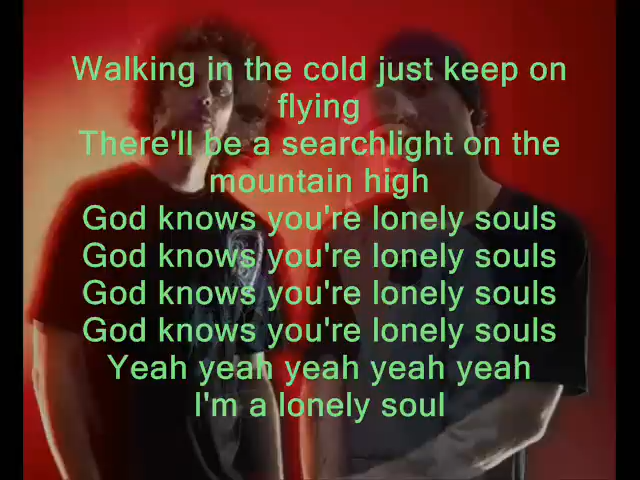 Walking in the cold just keep on
flying
There'll be a searchlight on the
mountain high
God knows you're lonely souls
God knows you're lonely souls
God knows you're lonely souls
God knows you're lonely souls
Yeah yeah yeah yeah yeah
I'm a lonely soul